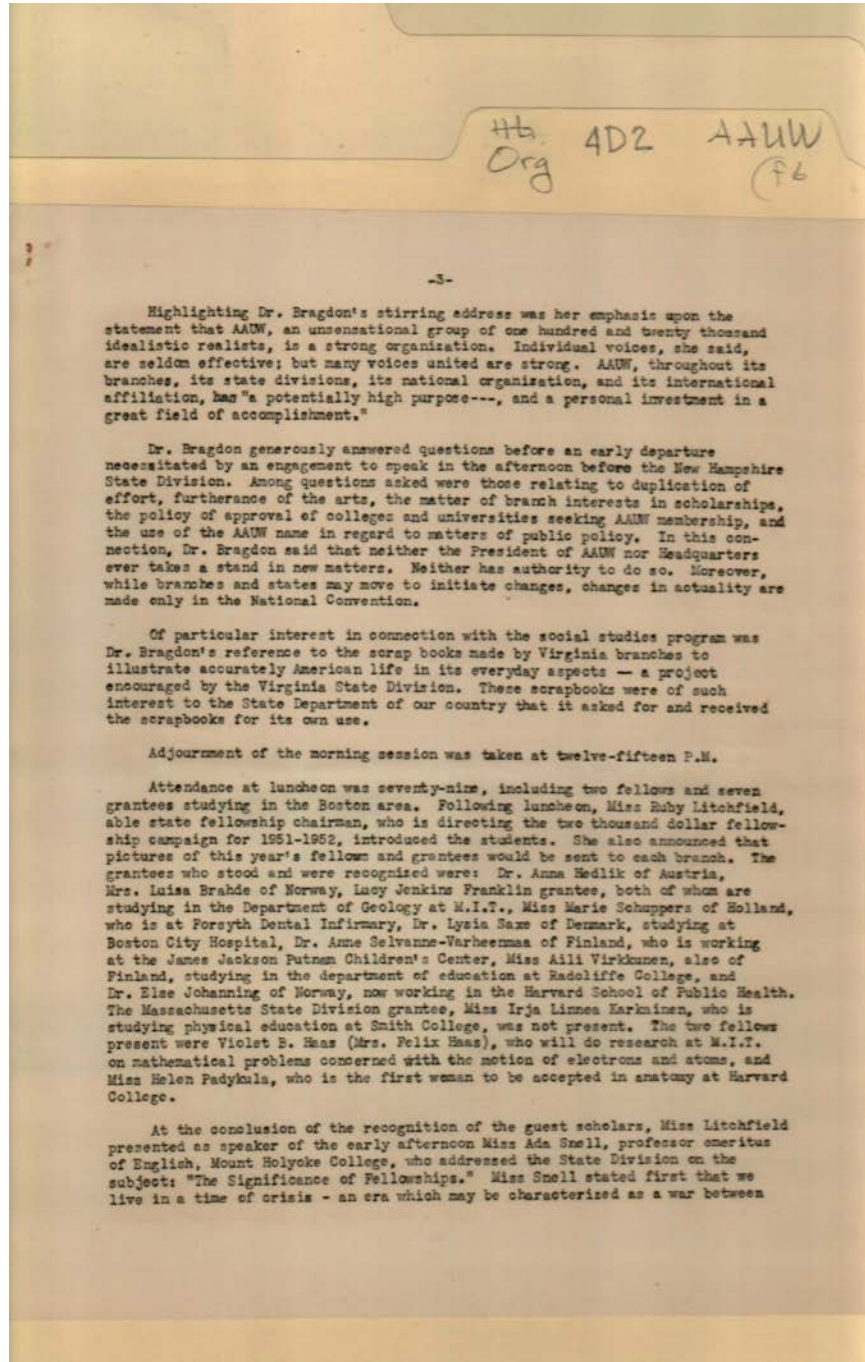 Hb. 4D2 AAUW
Org (f6
-3-
Highlighting Dr. Bragdon's stirring address was her emphasis upon the
statement that AAUW, an unsensational group of one hundred and twenty thousand
idealistic realists, is a strong organization. Individual voices, she said,
are seldom effective; but many voices united are strong. AAUW, throughout its
branches, its state divisions, its national organization, and its international
affiliation, has "a potentially high purpose---, and a personal investment in a
great field of accomplishment."
Dr. Bragdon generously answered questions before an early departure
necessitated by an engagement to speak in the afternoon before the New Hampshire
State Division. Among questions asked were those relating to duplication of
effort, furtherance of the arts, the matter of branch interests in scholarships,
the policy of approval of colleges and universities seeking AAUW membership, and
the use of the AAUW name in regard to matters of public policy. In this con-
nection, Dr. Bragdon said that neither the President of AAUW nor Headquarters
ever takes a stand in new matters. Neither has authority to do so. Moreover,
while branches and states may move to initiate changes, changes in actuality are
made only in the National Convention.
Of particular interest in connection with the social studies program was
Dr. Bragdon's reference to the scrap books made by Virginia branches to
illustrate accurately American life in its everyday aspects — a project
encouraged by the Virginia State Division. These scrapbooks were of such
interest to the State Department of our country that it asked for and received
the scrapbooks for its own use.
Adjournment of the morning session was taken at twelve-fifteen P.M.
Attendance at luncheon was seventy-nine, including two fellows and seven
grantees studying in the Boston area. Following luncheon, Miss Ruby Litchfield,
able state fellowship chairman, who is directing the two thousand dollar fellow-
ship campaign for 1951-1952, introduced the students. She also announced that
pictures of this year's fellows and grantees would be sent to each branch. The
grantees who stood and were recognized were: Dr. Anna Hedlik of Austria,
Mrs. Luisa Brahde of Norway, Lucy Jenkins Franklin grantee, both of whom are
studying in the Department of Geology at M.I.T., Miss Marie Schuppers of Holland,
who is at Forsyth Dental Infirmary, Dr. Lysia Saxe of Denmark, studying at
Boston City Hospital, Dr. Anne Selvanne-Varheenmaa of Finland, who is working
at the James Jackson Putnam Children's Center, Miss Aili Virkkunen, also of
Finland, studying in the department of education at Radcliffe College, and
Dr. Else Johanning of Norway, now working in the Harvard School of Public Health.
The Massachusetts State Division grantee, Miss Irja Linnea Karkainen, who is
studying physical education at Smith College, was not present. The two fellows
present were Violet B. Haas (Mrs. Felix Haas), who will do research at M.I.T.
on mathematical problems concerned with the motion of electrons and atoms, and
Miss Helen Padykula, who is the first woman to be accepted in anatomy at Harvard
College.
At the conclusion of the recognition of the guest scholars, Miss Litchfield
presented as speaker of the early afternoon Miss Ada Snell, professor emeritus
of English, Mount Holyoke College, who addressed the State Division on the
subject: "The Significance of Fellowships." Miss Snell stated first that we
live in a time of crisis - an era which may be characterized as a war between